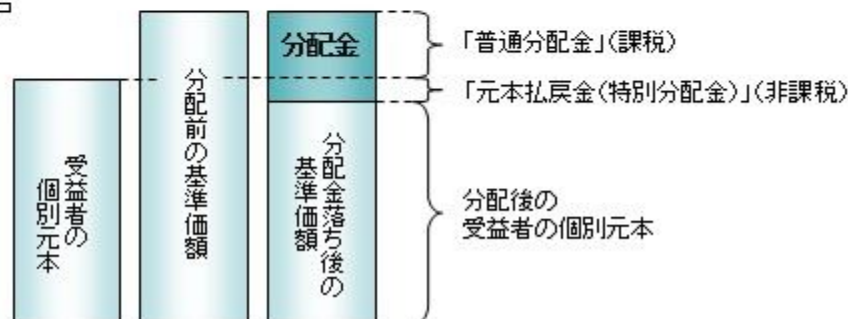 分配金
「普通分配金」(課税)
「元本払戻金(特別分配金)」(非課税)
受益者の
個別元本
分配前の基準価額
分配金落ち後の
基準価額
分配後の
受益者の個別元本